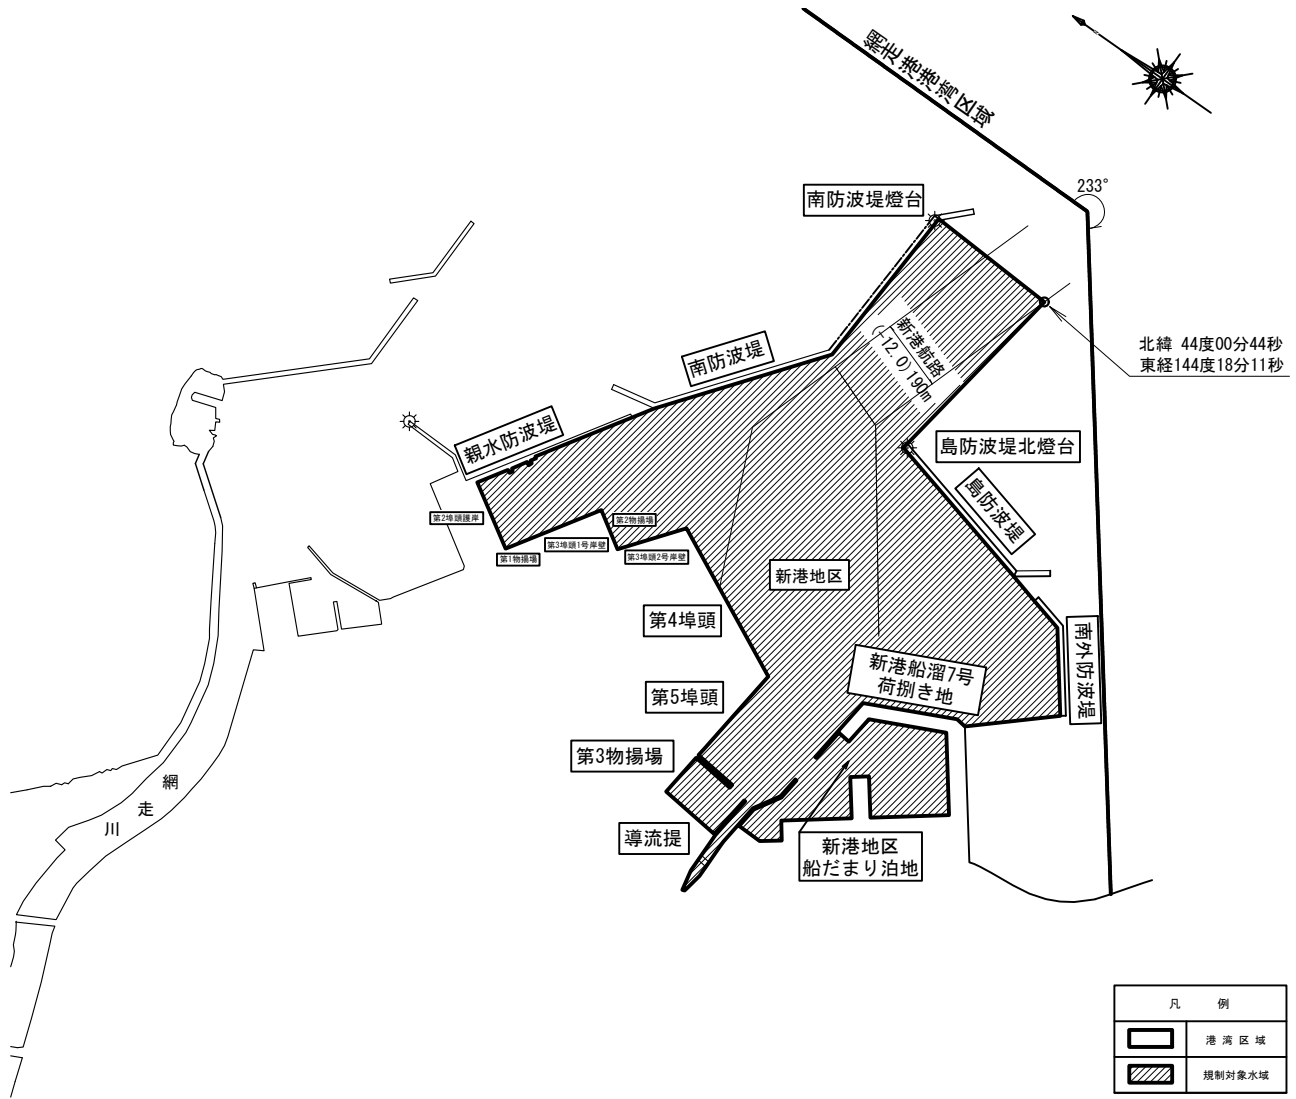 網走港港湾区域
233°
南防波堤燈台
北緯 44度00分44秒
東経144度18分11秒
新港航路
(-12.0)190m
南防波堤
親水防波堤
島防波堤北燈台
島防波堤
第2埠頭護岸
第2物揚場
第3埠頭1号岸壁
第1物揚場
第3埠頭2号岸壁
新港地区
第4埠頭
南外防波堤
新港船溜7号
荷捌き地
第5埠頭
第3物揚場
網
走
川
導流提
新港地区
船だまり泊地
凡 例
港湾区域
規制対象水域